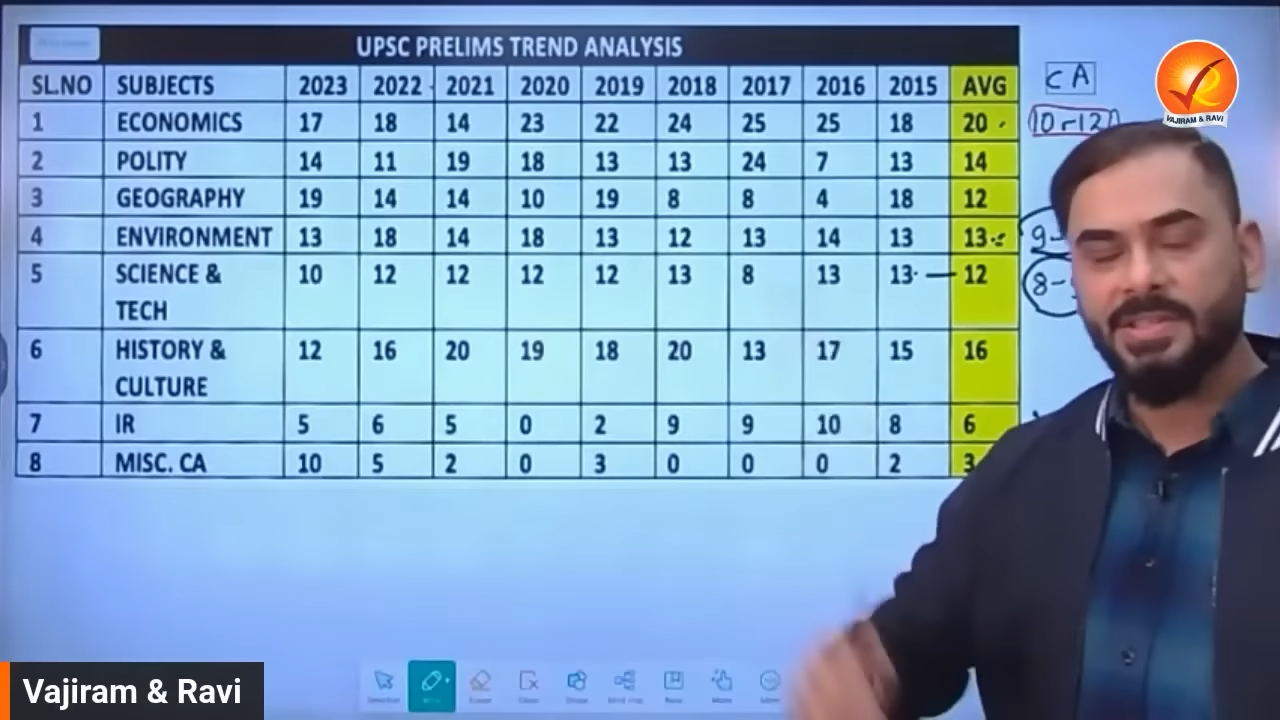 UPSC PRELIMS TREND ANALYSIS
SL.NO SUBJECTS 2023 2022 2021 2020 2019 2018 2017 2016 2015 AVG
1 ECONOMICS 17 18 14 23 22 24 25 25 18 20
2 POLITY 14 11 19 18 13 13 24 7 13 14
3 GEOGRAPHY 19 14 14 10 19 8 8 4 18 12
4 ENVIRONMENT 13 18 14 18 13 12 13 14 13 13
5 SCIENCE & 10 12 12 12 12 13 8 13 13 12
TECH
6 HISTORY & 12 16 20 19 18 20 13 17 15 16
CULTURE
7 IR 5 6 5 0 2 9 9 10 8 6
8 MISC. CA 10 5 2 0 3 0 0 0 2 3
CA
10-12
9-
8-
VAJIRAM & RAVI
Vajiram & Ravi